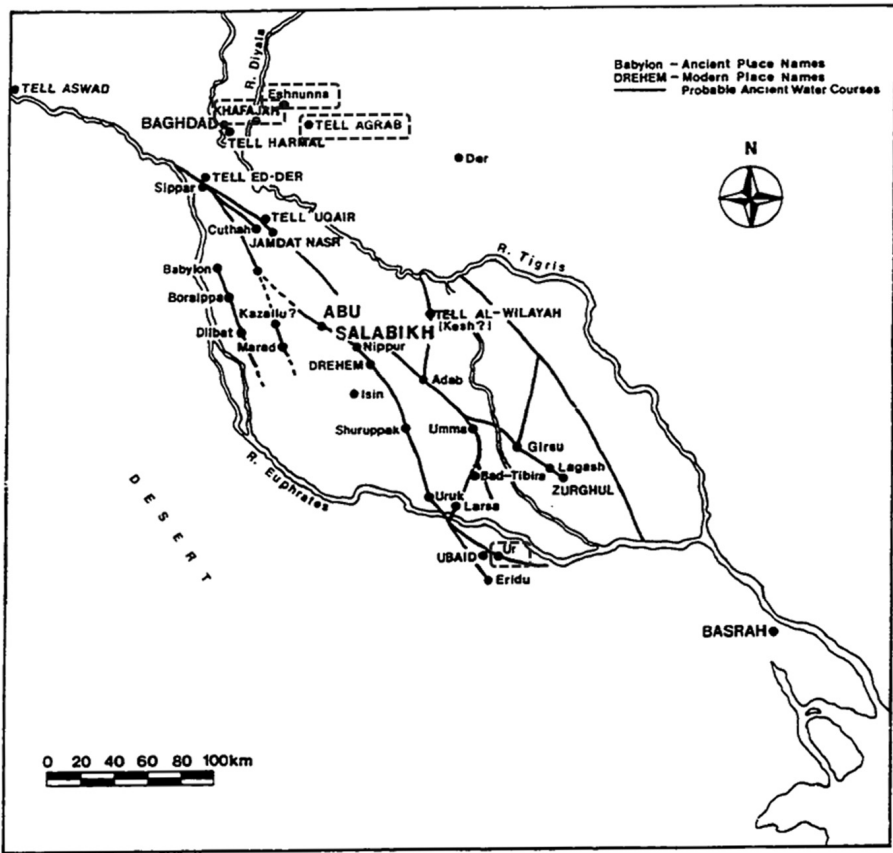 Babylon – Ancient Place Names
DREHEM – Modern Place Names
Probable Ancient Water Courses
N
R. Diyala
TELL ASWAD
Eshnunna
KHAFAJAH
BAGHDAD
TELL AGRAB
TELL HARMAL
Der
TELL ED-DER
Sippar
TELL UQAIR
Cuthah
JAMDAT NASR
R. Tigris
Babylon
Borsippa
Kazallu?
ABU
SALABIKH
TELL AL-WILAYAH
(Kesh?)
Dilbat
Marad
Nippur
DREHEM
Adab
Isin
Shuruppak
Umma
Girsu
Lagash
ZURGHUL
Bad-Tibira
R. Euphrates
Uruk
Larsa
DESERT
UBAID
Ur
Eridu
BASRAH
0 20 40 60 80 100km